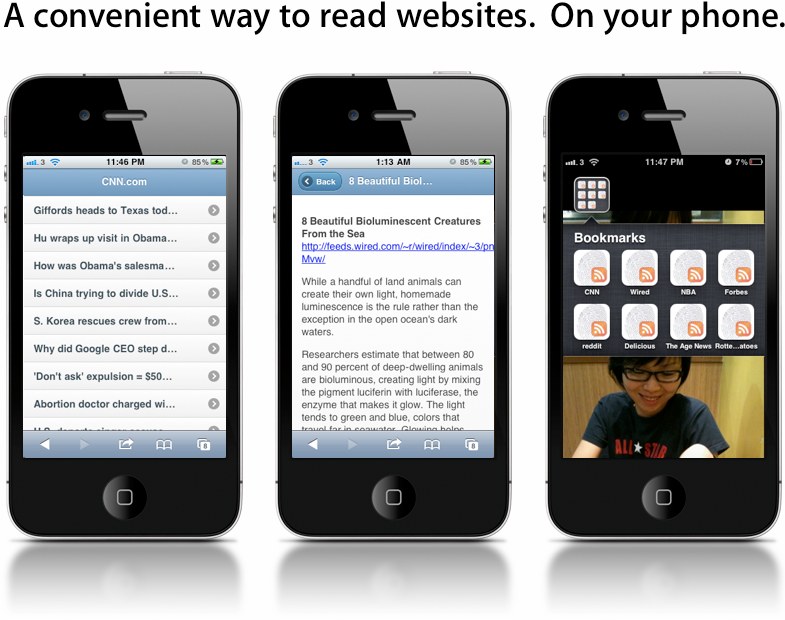 A convenient way to read websites. On your phone.
...3
11:46 PM
85%
CNN.com
Giffords heads to Texas tod...
Hu wraps up visit in Obama...
How was Obama's salesma...
Is China trying to divide U.S...
S. Korea rescues crew from...
Why did Google CEO step d...
'Don't ask' expulsion = $50...
Abortion doctor charged wi...
8
...3
1:13 AM
85%
Back
8 Beautiful Biol...
8 Beautiful Bioluminescent Creatures
From the Sea
http://feeds.wired.com/~r/wired/index/~3/pn
Mvw/
While a handful of land animals can
create their own light, homemade
luminescence is the rule rather than the
exception in the open ocean's dark
waters.
Researchers estimate that between 80
and 90 percent of deep-dwelling animals
are bioluminous, creating light by mixing
the pigment luciferin with luciferase, the
enzyme that makes it glow. The light
tends to green and blue, colors that
travel far in seawater. Glowing helps
8
3
11:47 PM
7%
Bookmarks
CNN Wired NBA Forbes
reddit Delicious The Age News Rotte...atoes
ALL STAR